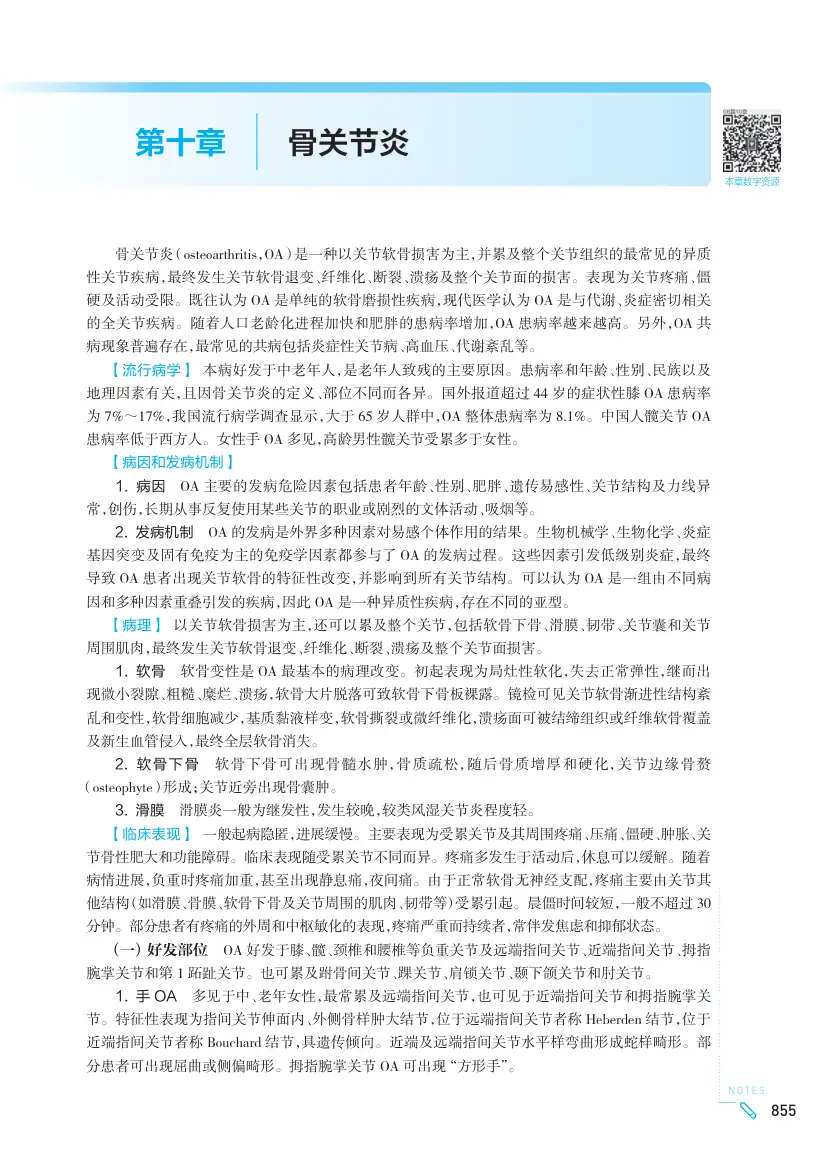 第十章 骨关节炎
本章数字资源
骨关节炎（osteoarthritis,OA）是一种以关节软骨损害为主,并累及整个关节组织的最常见的异质
性关节疾病,最终发生关节软骨退变、纤维化、断裂、溃疡及整个关节面的损害。表现为关节疼痛、僵
硬及活动受限。既往认为 OA 是单纯的软骨磨损性疾病,现代医学认为 OA 是与代谢、炎症密切相关
的全关节疾病。随着人口老龄化进程加快和肥胖的患病率增加,OA 患病率越来越高。另外,OA 共
病现象普遍存在,最常见的共病包括炎症性关节病、高血压、代谢紊乱等。
【流行病学】 本病好发于中老年人,是老年人致残的主要原因。患病率和年龄、性别、民族以及
地理因素有关,且因骨关节炎的定义、部位不同而各异。国外报道超过 44 岁的症状性膝 OA 患病率
为 7%～17%,我国流行病学调查显示,大于 65 岁人群中,OA 整体患病率为 8.1%。中国人髋关节 OA
患病率低于西方人。女性手 OA 多见,高龄男性髋关节受累多于女性。
【病因和发病机制】
1. 病因 OA 主要的发病危险因素包括患者年龄、性别、肥胖、遗传易感性、关节结构及力线异
常,创伤,长期从事反复使用某些关节的职业或剧烈的文体活动、吸烟等。
2. 发病机制 OA 的发病是外界多种因素对易感个体作用的结果。生物机械学、生物化学、炎症
基因突变及固有免疫为主的免疫学因素都参与了 OA 的发病过程。这些因素引发低级别炎症,最终
导致 OA 患者出现关节软骨的特征性改变,并影响到所有关节结构。可以认为 OA 是一组由不同病
因和多种因素重叠引发的疾病,因此 OA 是一种异质性疾病,存在不同的亚型。
【病理】 以关节软骨损害为主,还可以累及整个关节,包括软骨下骨、滑膜、韧带、关节囊和关节
周围肌肉,最终发生关节软骨退变、纤维化、断裂、溃疡及整个关节面损害。
1. 软骨 软骨变性是 OA 最基本的病理改变。初起表现为局灶性软化,失去正常弹性,继而出
现微小裂隙、粗糙、糜烂、溃疡,软骨大片脱落可致软骨下骨板裸露。镜检可见关节软骨渐进性结构紊
乱和变性,软骨细胞减少,基质黏液样变,软骨撕裂或微纤维化,溃疡面可被结缔组织或纤维软骨覆盖
及新生血管侵入,最终全层软骨消失。
2. 软骨下骨 软骨下骨可出现骨髓水肿,骨质疏松,随后骨质增厚和硬化,关节边缘骨赘
（osteophyte）形成;关节近旁出现骨囊肿。
3. 滑膜 滑膜炎一般为继发性,发生较晚,较类风湿关节炎程度轻。
【临床表现】 一般起病隐匿,进展缓慢。主要表现为受累关节及其周围疼痛、压痛、僵硬、肿胀、关
节骨性肥大和功能障碍。临床表现随受累关节不同而异。疼痛多发生于活动后,休息可以缓解。随着
病情进展,负重时疼痛加重,甚至出现静息痛,夜间痛。由于正常软骨无神经支配,疼痛主要由关节其
他结构（如滑膜、骨膜、软骨下骨及关节周围的肌肉、韧带等）受累引起。晨僵时间较短,一般不超过 30
分钟。部分患者有疼痛的外周和中枢敏化的表现,疼痛严重而持续者,常伴发焦虑和抑郁状态。
（一）好发部位 OA 好发于膝、髋、颈椎和腰椎等负重关节及远端指间关节、近端指间关节、拇指
腕掌关节和第 1 跖趾关节。也可累及跗骨间关节、踝关节、肩锁关节、颞下颌关节和肘关节。
1. 手 OA 多见于中、老年女性,最常累及远端指间关节,也可见于近端指间关节和拇指腕掌关
节。特征性表现为指间关节伸面内、外侧骨样肿大结节,位于远端指间关节者称 Heberden 结节,位于
近端指间关节者称 Bouchard 结节,具遗传倾向。近端及远端指间关节水平样弯曲形成蛇样畸形。部
分患者可出现屈曲或侧偏畸形。拇指腕掌关节 OA 可出现 “方形手”。
NOTES
855